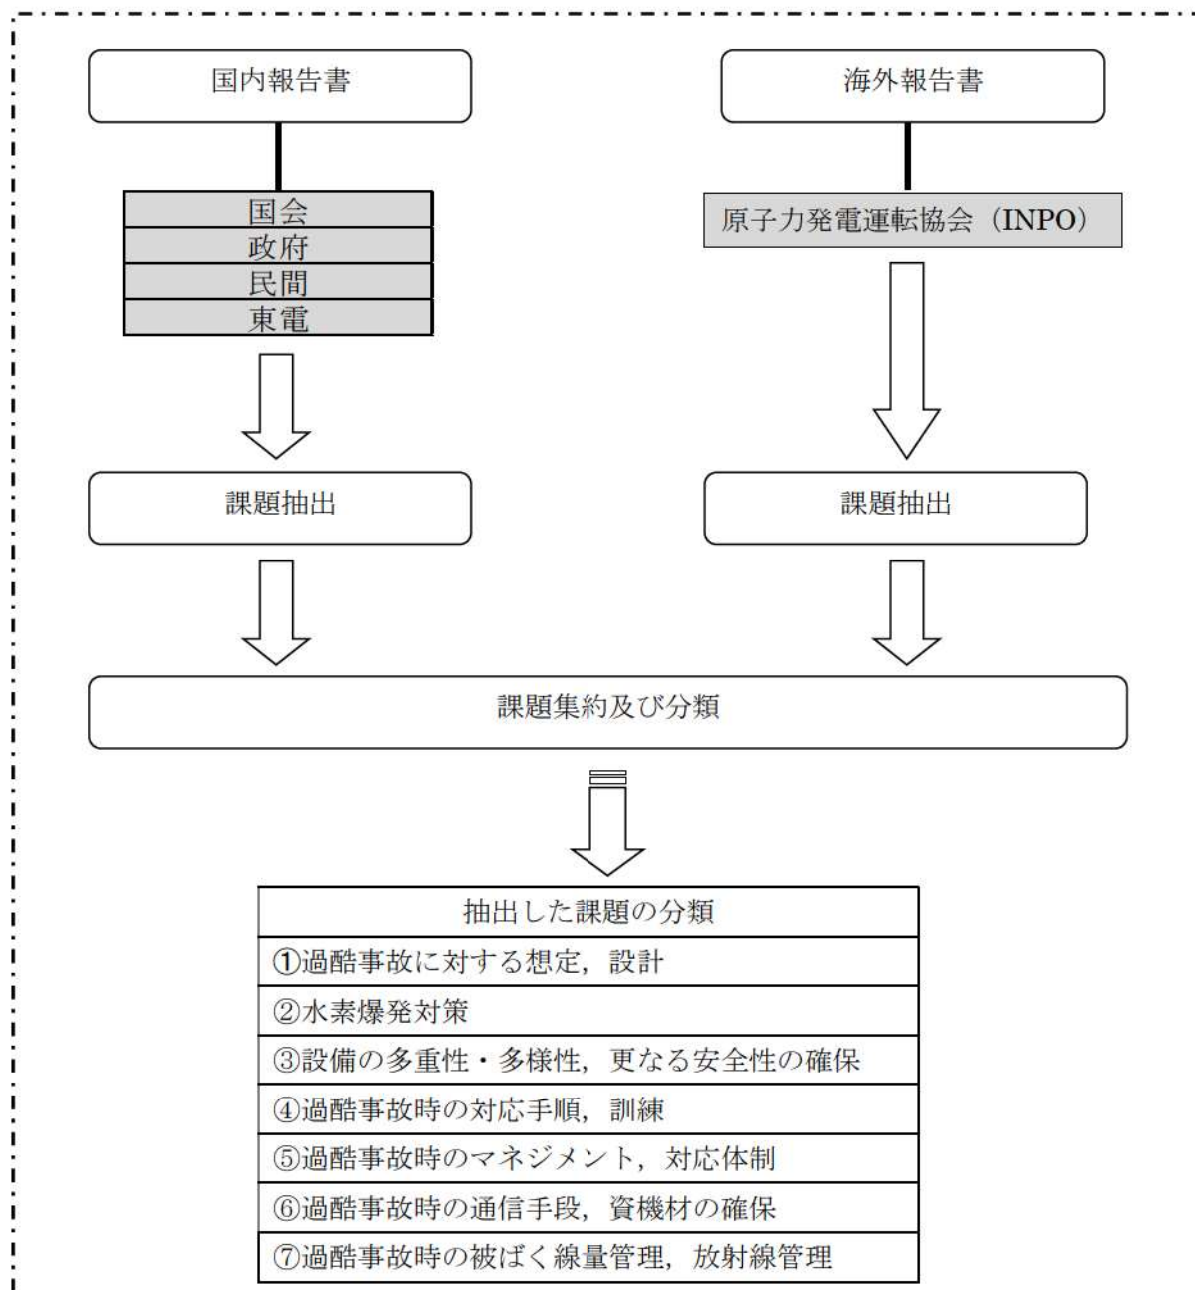 国内報告書
海外報告書
国会
政府
民間
東電
原子力発電運転協会（INPO）
課題抽出
課題抽出
課題集約及び分類
抽出した課題の分類
①過酷事故に対する想定，設計
②水素爆発対策
③設備の多重性・多様性，更なる安全性の確保
④過酷事故時の対応手順，訓練
⑤過酷事故時のマネジメント，対応体制
⑥過酷事故時の通信手段，資機材の確保
⑦過酷事故時の被ばく線量管理，放射線管理